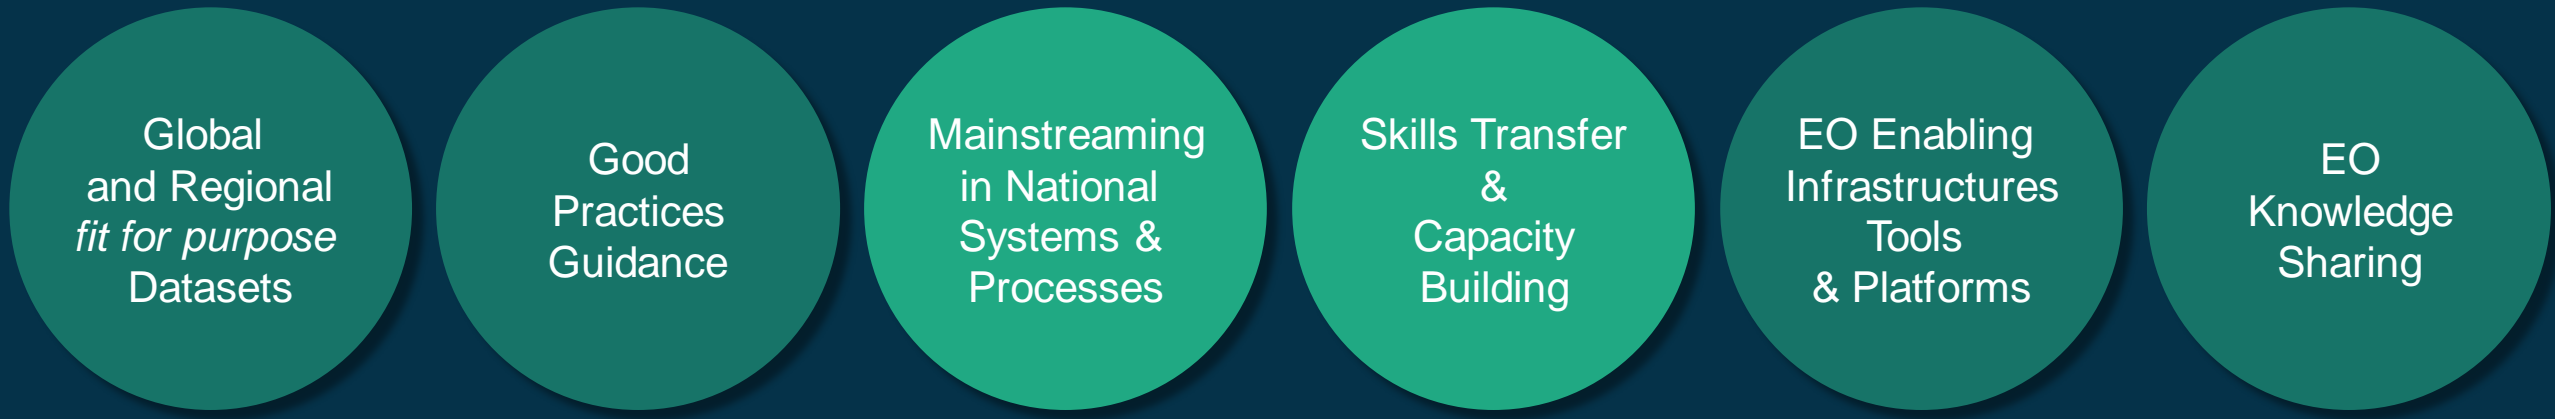 Global
and Regional
fit for purpose
Datasets
Good
Practices
Guidance
Mainstreaming
in National
Systems &
Processes
Skills Transfer
&
Capacity
Building
EO Enabling
Infrastructures
Tools
& Platforms
EO
Knowledge
Sharing